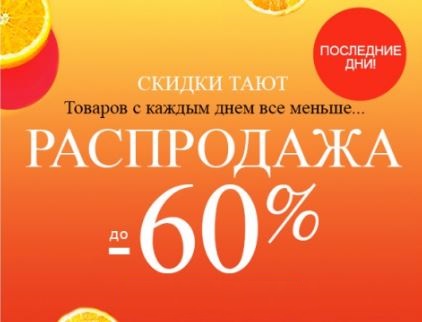 ПОСЛЕДНИЕ
ДНИ!
СКИДКИ ТАЮТ
Товаров с каждым днем все меньше...
РАСПРОДАЖА
до
-60%